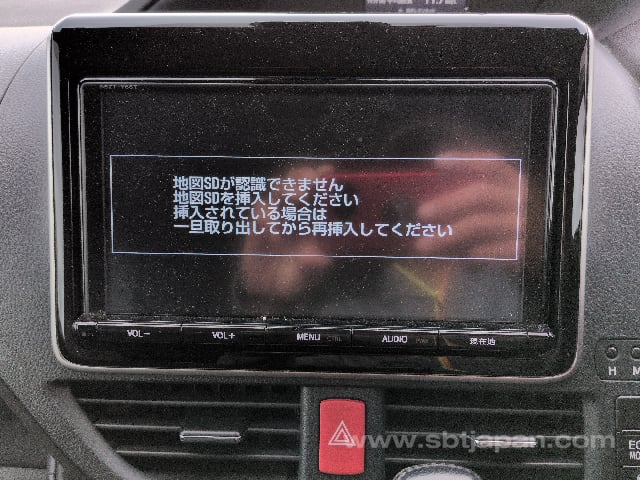 地図SDが認識できません
地図SDを挿入してください
挿入されている場合は
一旦取り出してから再挿入してください
VOL－
VOL＋
MENU
AUDIO
現在地
H
M
www.sbtjapan.com